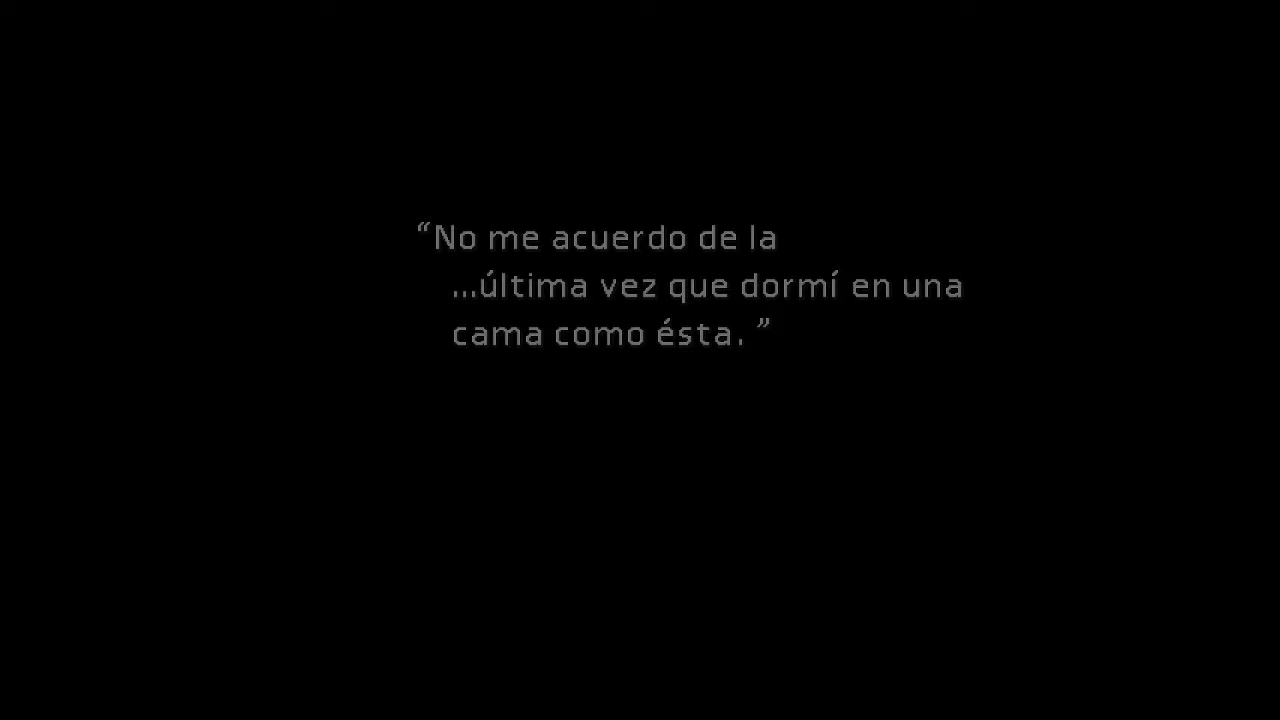 “No me acuerdo de la
...última vez que dormí en una
cama como ésta. ”